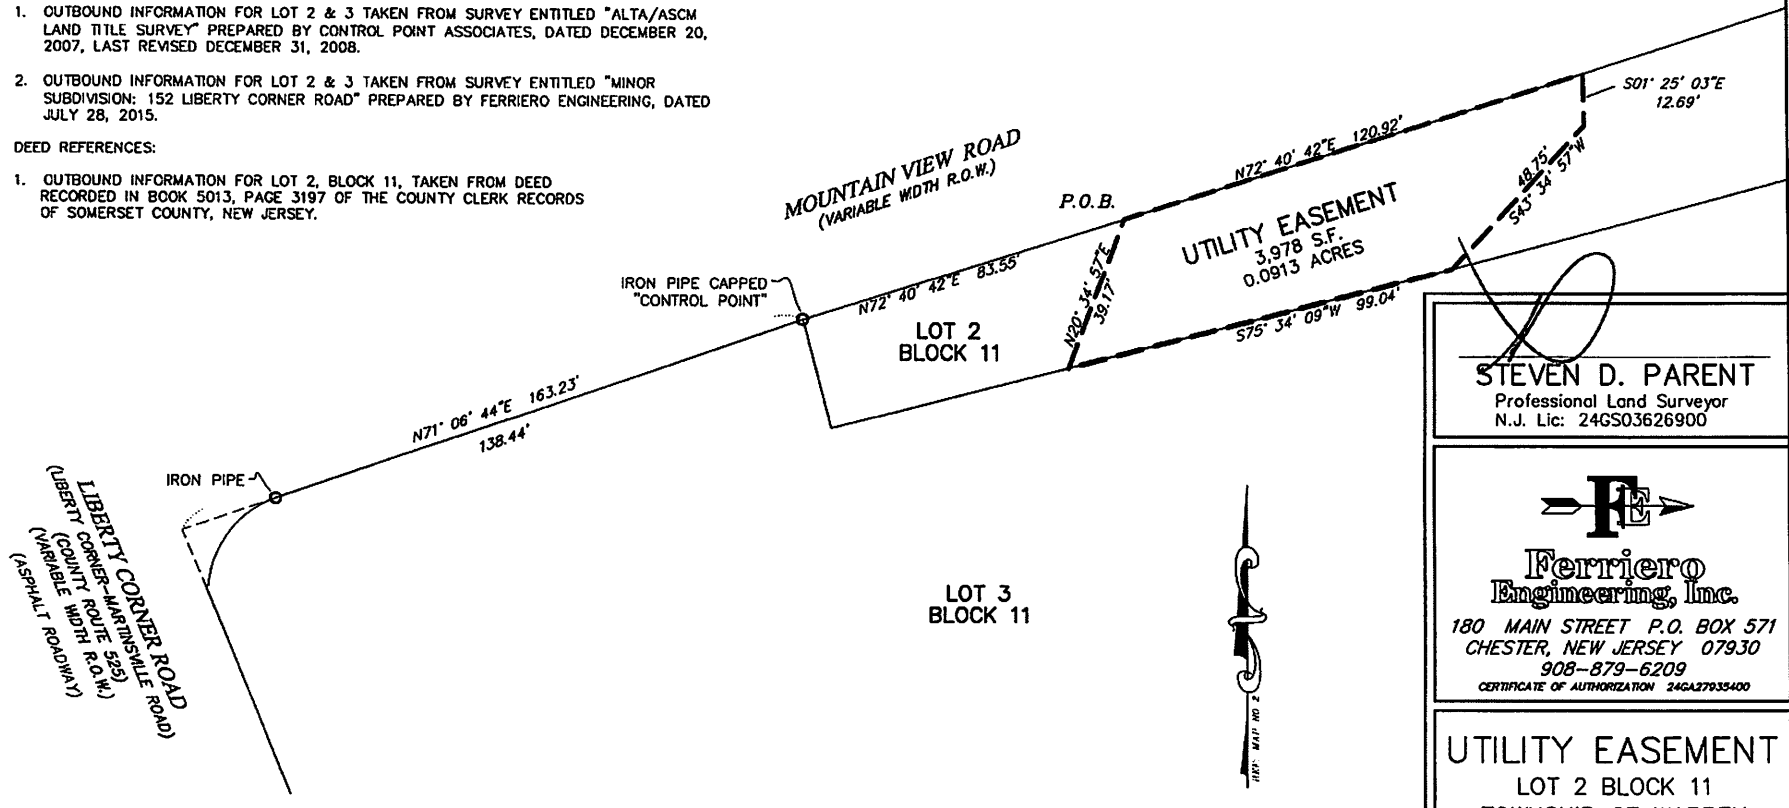 1. OUTBOUND INFORMATION FOR LOT 2 & 3 TAKEN FROM SURVEY ENTITLED "ALTA/ASCM
LAND TITLE SURVEY" PREPARED BY CONTROL POINT ASSOCIATES, DATED DECEMBER 20,
2007, LAST REVISED DECEMBER 31, 2008.
2. OUTBOUND INFORMATION FOR LOT 2 & 3 TAKEN FROM SURVEY ENTITLED "MINOR
SUBDIVISION: 152 LIBERTY CORNER ROAD" PREPARED BY FERRIERO ENGINEERING, DATED
JULY 28, 2015.
DEED REFERENCES:
1. OUTBOUND INFORMATION FOR LOT 2, BLOCK 11, TAKEN FROM DEED
RECORDED IN BOOK 5013, PAGE 3197 OF THE COUNTY CLERK RECORDS
OF SOMERSET COUNTY, NEW JERSEY.
MOUNTAIN VIEW ROAD
(VARIABLE WIDTH R.O.W.)
P.O.B.
N72° 40' 42"E 120.92'
S01° 25' 03"E
12.69'
48.75'
S43° 34' 57"W
UTILITY EASEMENT
3,978 S.F.
0.0913 ACRES
N20° 34' 57"E
39.17'
S75° 34' 09"W 99.04'
IRON PIPE CAPPED
"CONTROL POINT"
N72° 40' 42"E 83.55'
LOT 2
BLOCK 11
N71° 06' 44"E 163.23'
138.44'
IRON PIPE
LIBERTY CORNER ROAD
(LIBERTY CORNER-MARTINSVILLE ROAD)
(COUNTY ROUTE 525)
(VARIABLE WIDTH R.O.W.)
(ASPHALT ROADWAY)
LOT 3
BLOCK 11
MAP NO 2
STEVEN D. PARENT
Professional Land Surveyor
N.J. Lic: 24GS03626900
FE
Ferriero
Engineering, Inc.
180 MAIN STREET P.O. BOX 571
CHESTER, NEW JERSEY 07930
908-879-6209
CERTIFICATE OF AUTHORIZATION 24GA27935400
UTILITY EASEMENT
LOT 2 BLOCK 11